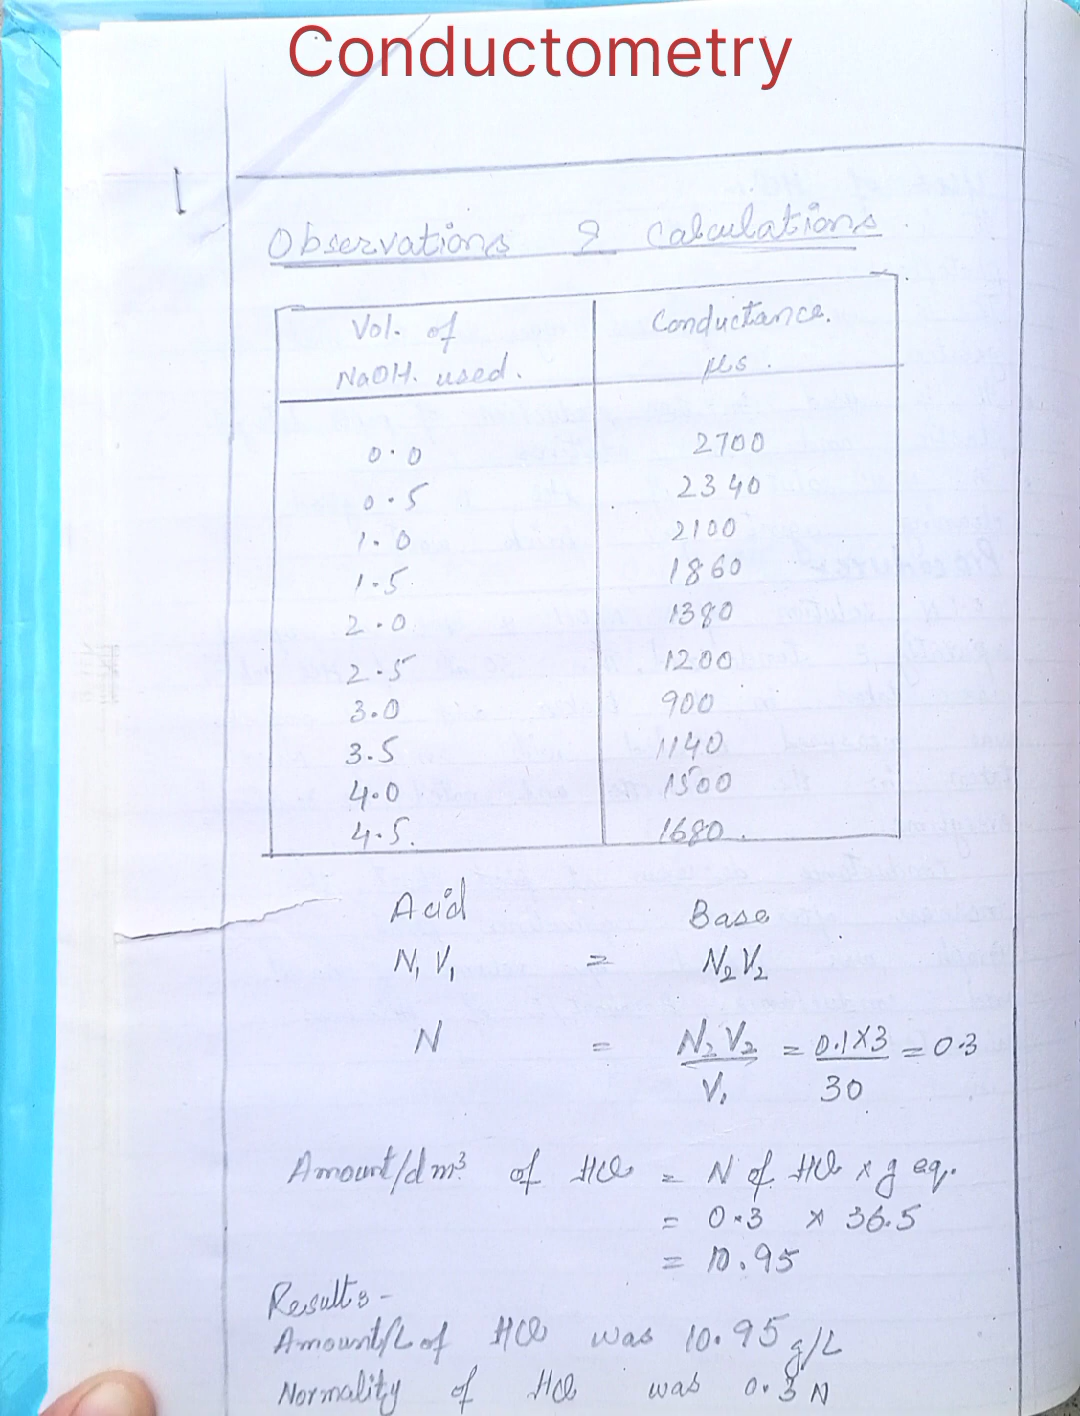 Conductometry
1
Observations & Calculations
Vol. of NaOH. used. | Conductance. μs.
0.0 | 2700
0.5 | 2340
1.0 | 2100
1.5 | 1860
2.0 | 1380
2.5 | 1200
3.0 | 900
3.5 | 1140
4.0 | 1500
4.5. | 1680.
Acid Base
N₁ V₁ = N₂ V₂
N = N₂ V₂ / V₁ = 0.1×3 / 30 = 0.3
Amount/dm³ of HCl = N of HCl × g eq.
= 0.3 × 36.5
= 10.95
Results-
Amount/L of HCl was 10.95 g/L
Normality of HCl was 0.3 N